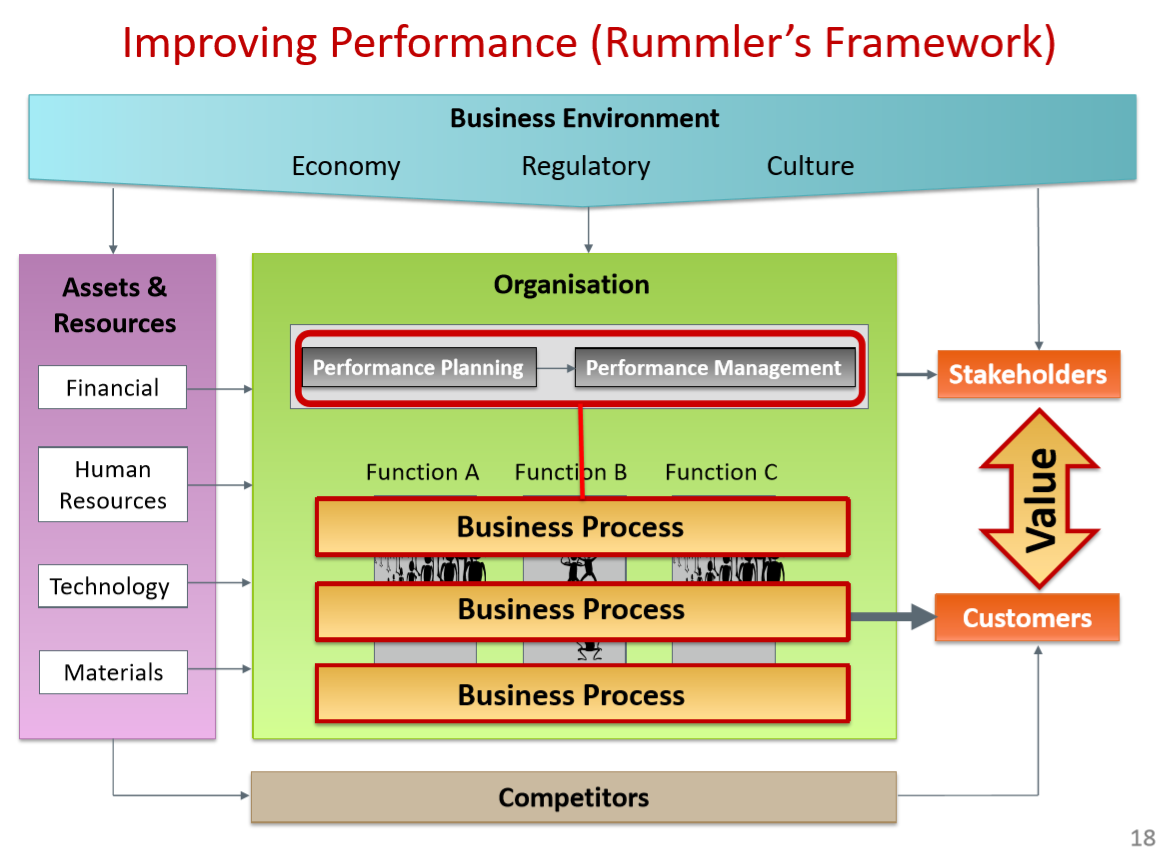 Improving Performance (Rummler’s Framework)
Business Environment
Economy
Regulatory
Culture
Assets &
Resources
Financial
Human
Resources
Technology
Materials
Organisation
Performance Planning
Performance Management
Function A
Function B
Function C
Business Process
Business Process
Business Process
Stakeholders
Value
Customers
Competitors
18